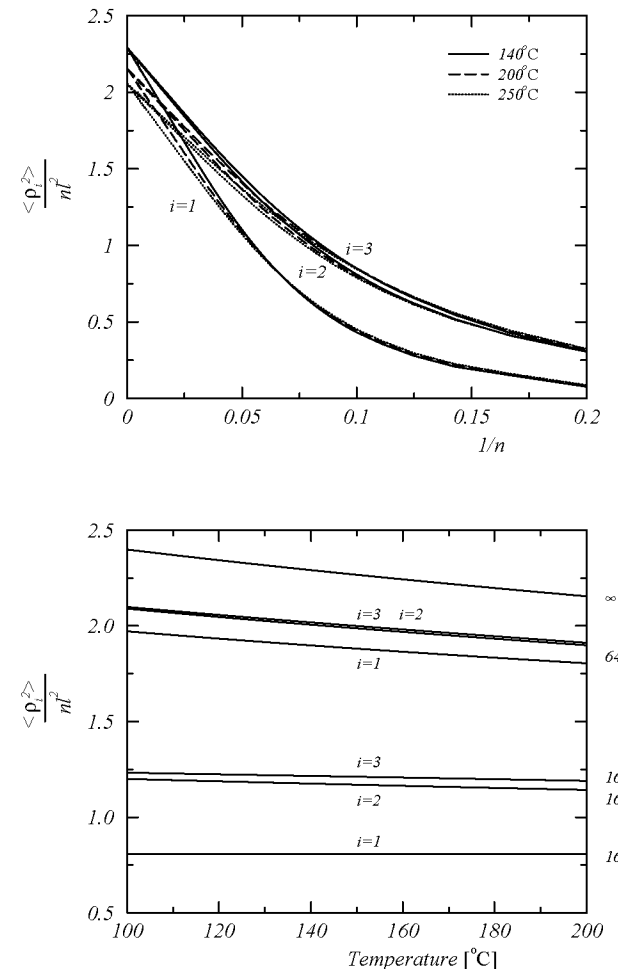 2.5
140°C
200°C
250°C
2
1.5
<ρi²>
nl²
i=1
1
i=3
i=2
0.5
0
0 0.05 0.1 0.15 0.2
1/n
2.5
∞
i=3 i=2
2.0
64
i=1
<ρi²>
nl²
1.5
i=3
16
i=2
16
1.0
i=1
16
0.5
100 120 140 160 180 200
Temperature [°C]